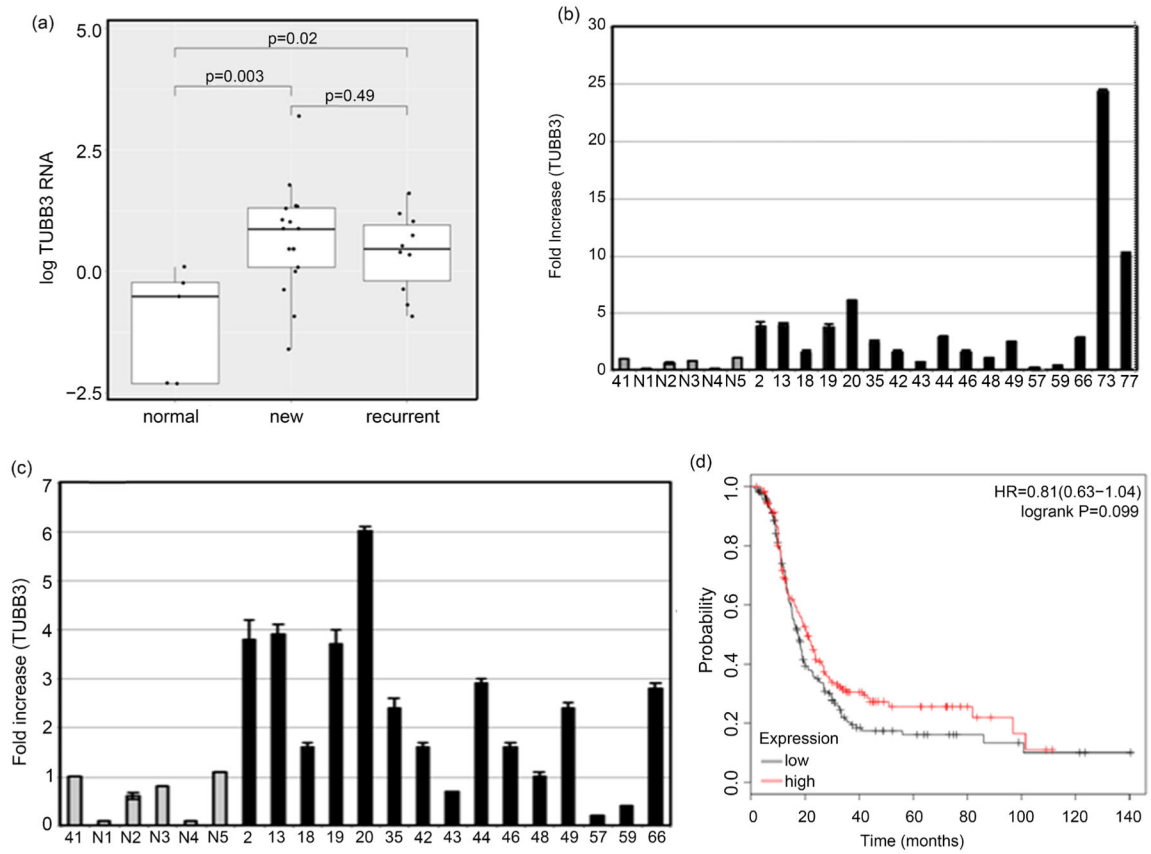 (a)
5.0
2.5
0.0
−2.5
log TUBB3 RNA
p=0.02
p=0.003
p=0.49
normal new recurrent
(b)
30
25
20
15
10
5
0
Fold Increase (TUBB3)
41 N1 N2 N3 N4 N5 2 13 18 19 20 35 42 43 44 46 48 49 57 59 66 73 77
(c)
7
6
5
4
3
2
1
0
Fold increase (TUBB3)
41 N1 N2 N3 N4 N5 2 13 18 19 20 35 42 43 44 46 48 49 57 59 66
(d)
1.0
0.8
0.6
0.4
0.2
0.0
Probability
HR=0.81(0.63−1.04)
logrank P=0.099
Expression
low
high
0 20 40 60 80 100 120 140
Time (months)